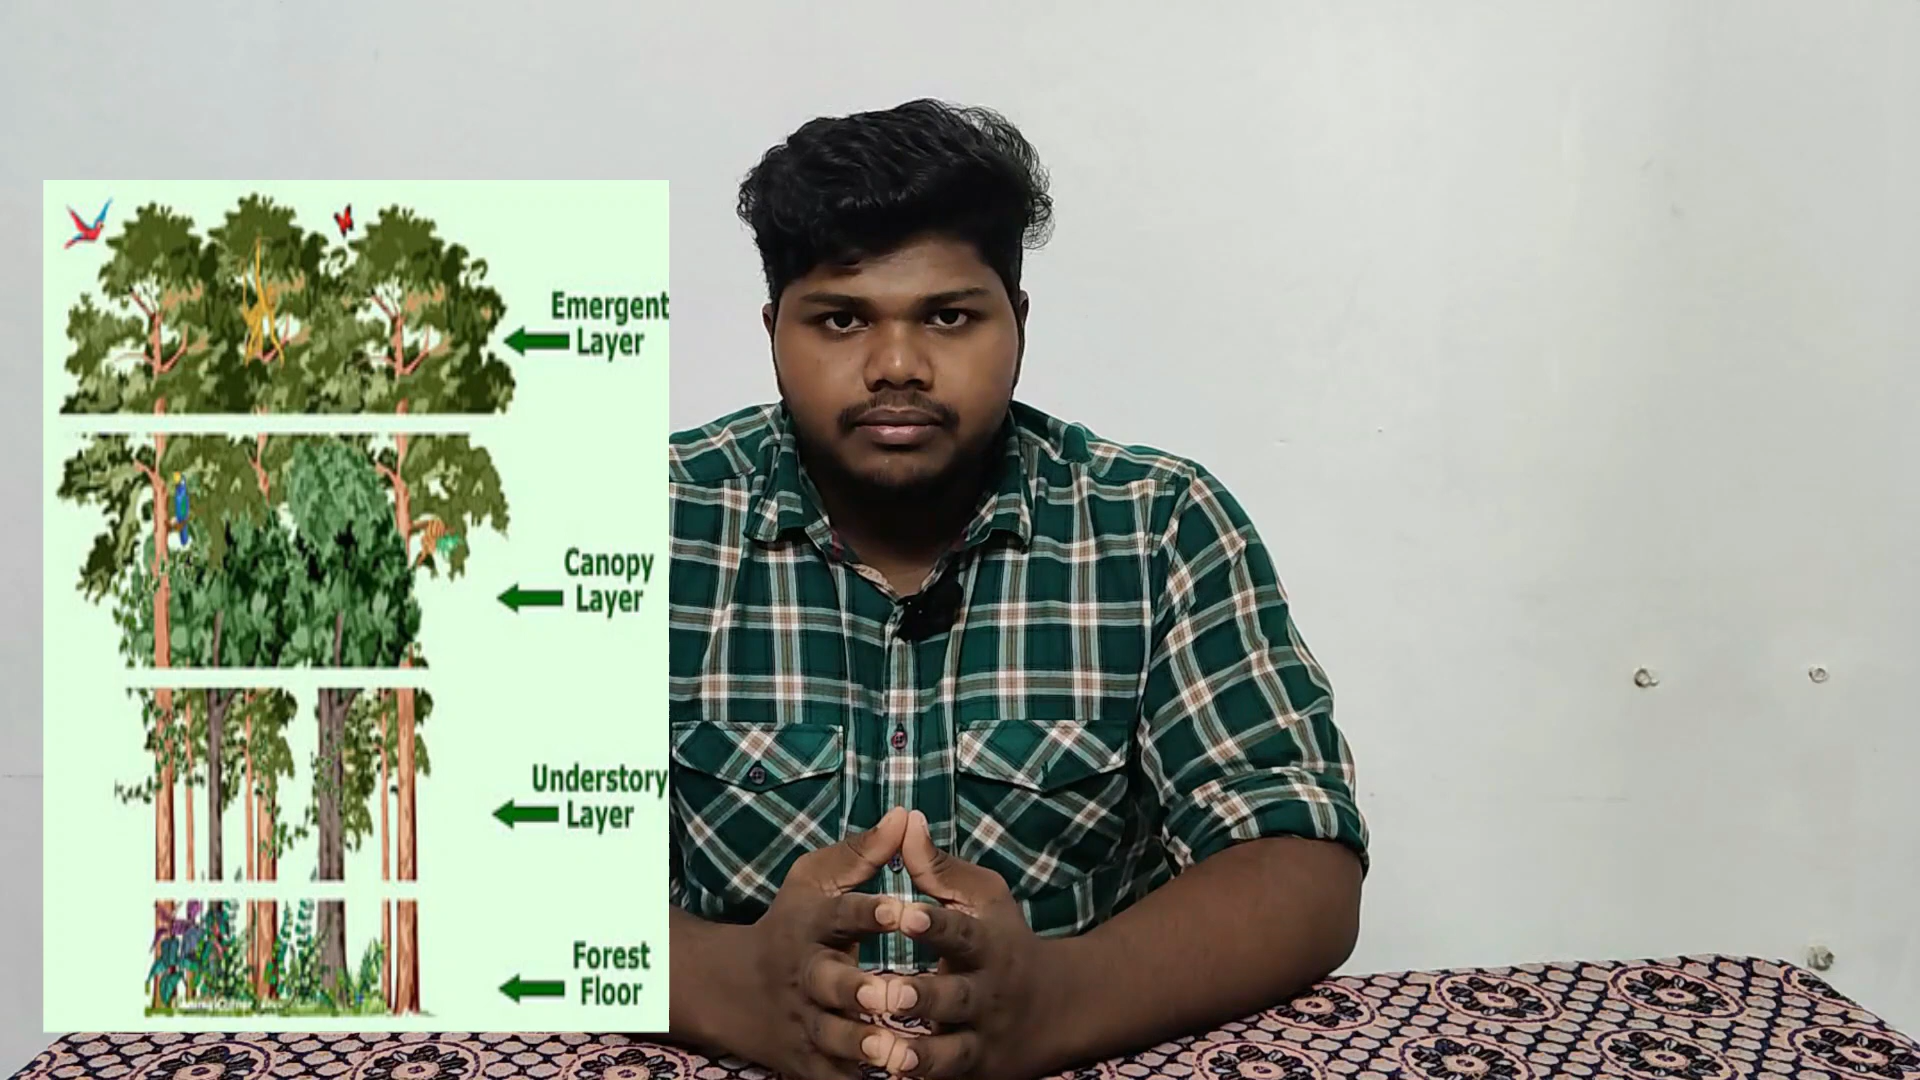 Emergent
Layer
Canopy
Layer
Understory
Layer
Forest
Floor